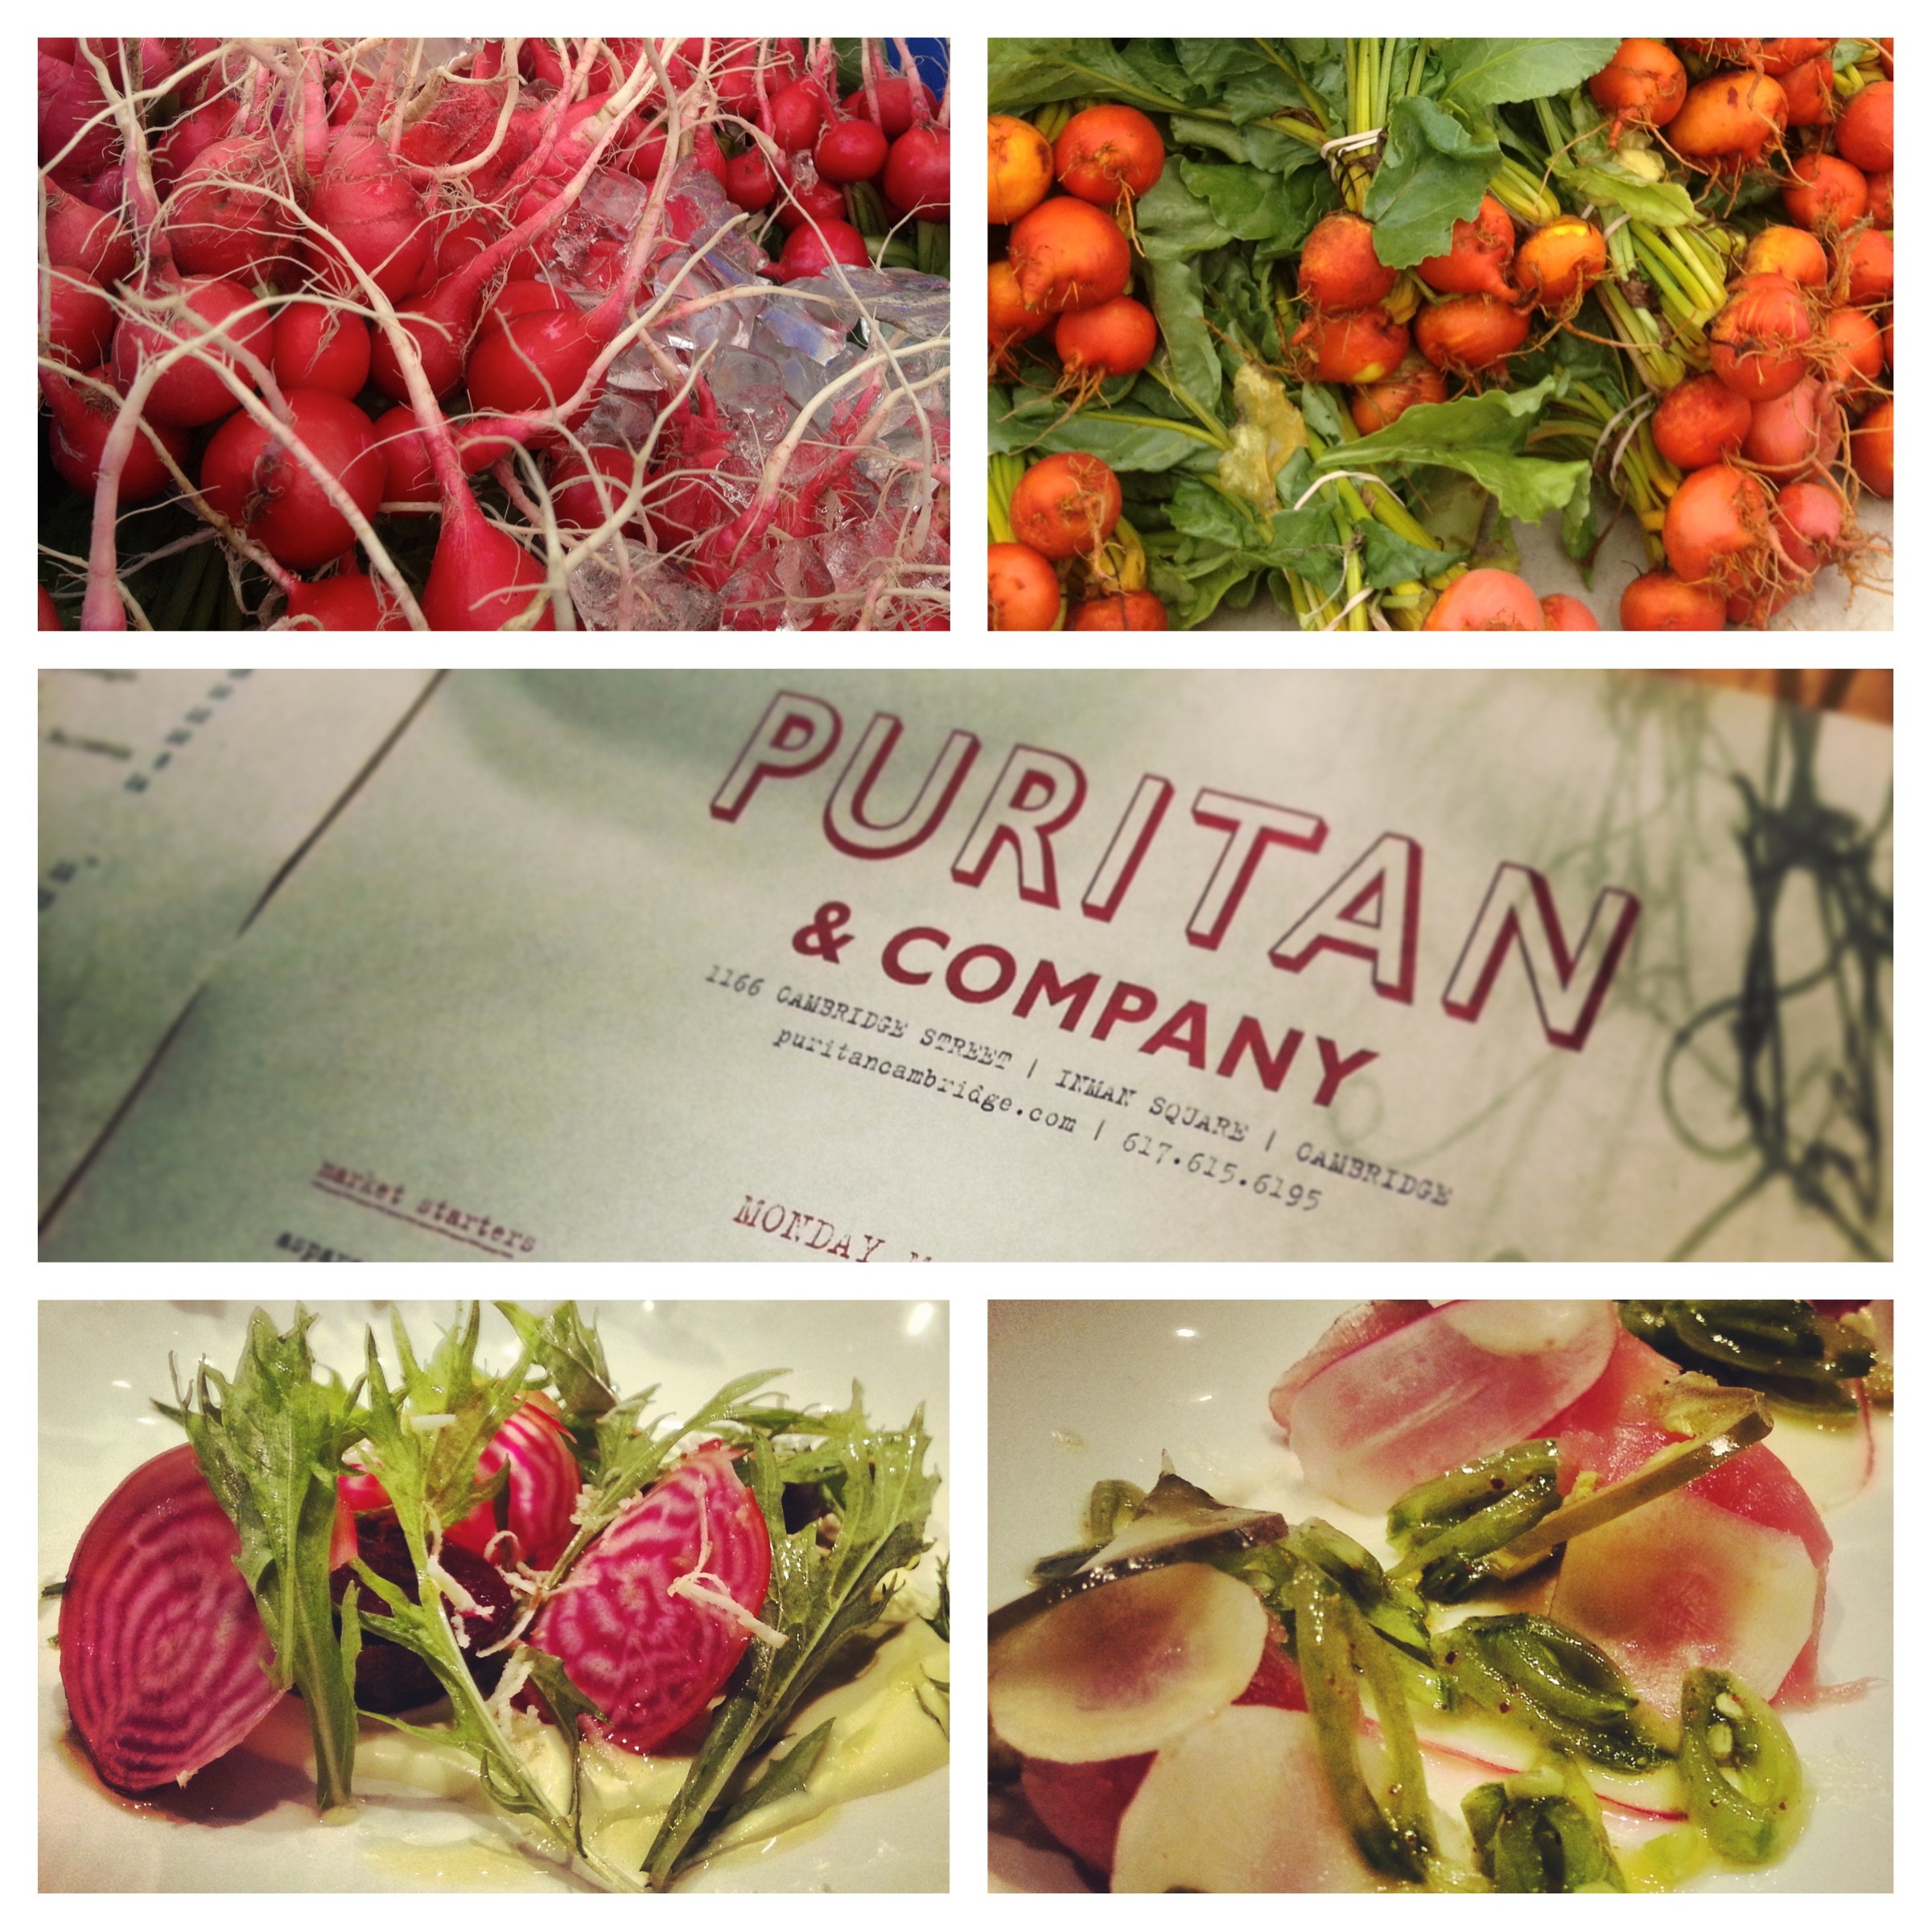 PURITAN
& COMPANY
1166 CAMBRIDGE STREET | INMAN SQUARE | CAMBRIDGE
puritancambridge.com | 617.615.6195
market starters
MONDAY